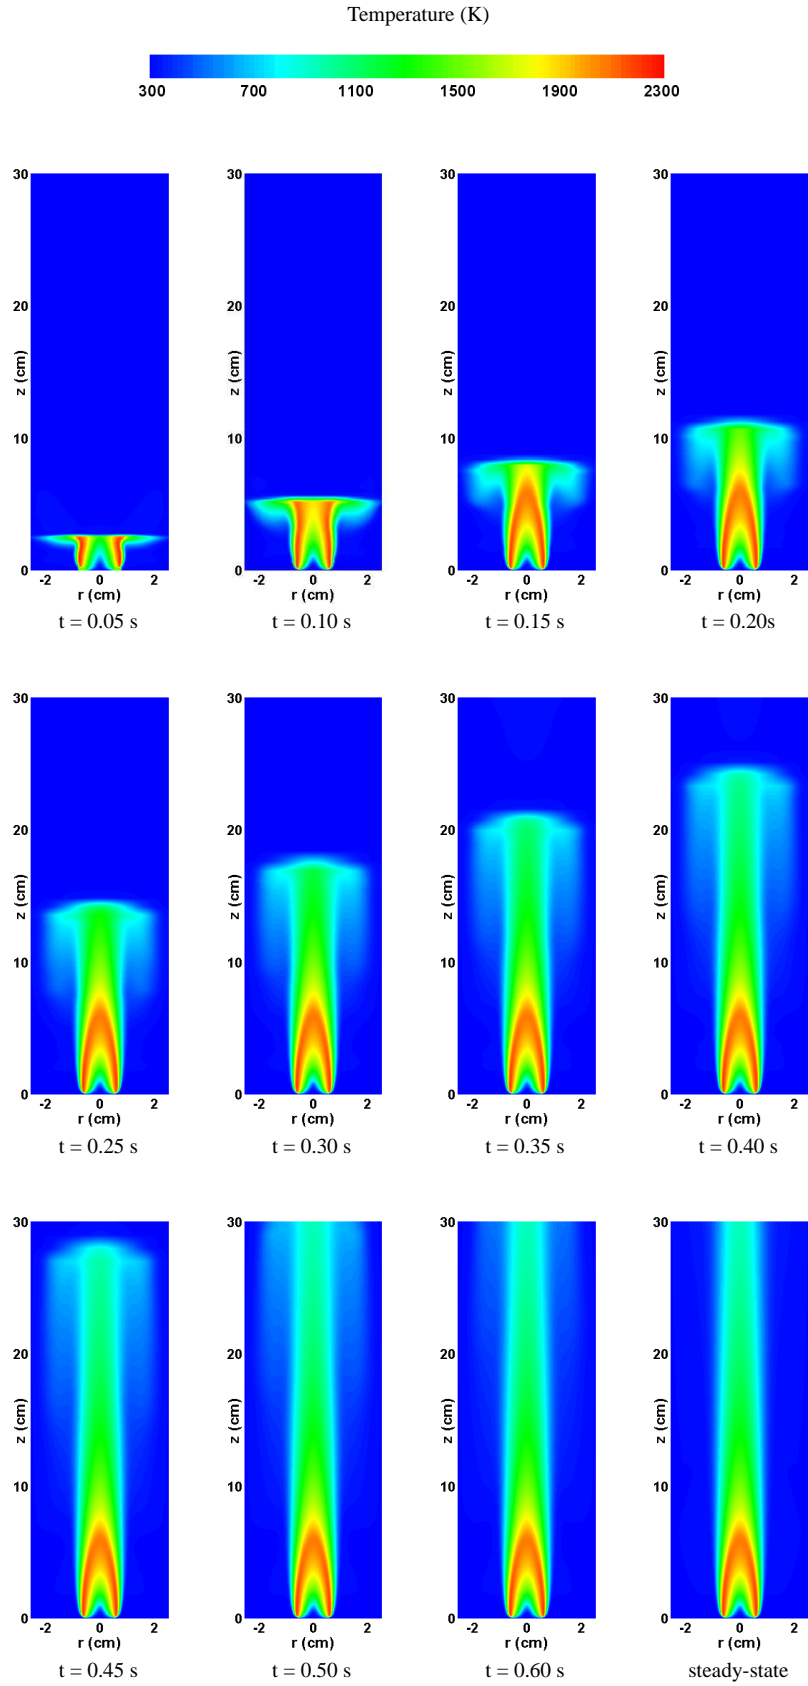 Temperature (K)
300 700 1100 1500 1900 2300
30 30 30 30
20 20 20 20
z (cm) z (cm) z (cm) z (cm)
10 10 10 10
0 0 0 0
-2 0 2 -2 0 2 -2 0 2 -2 0 2
r (cm) r (cm) r (cm) r (cm)
t = 0.05 s t = 0.10 s t = 0.15 s t = 0.20s
30 30 30 30
20 20 20 20
z (cm) z (cm) z (cm) z (cm)
10 10 10 10
0 0 0 0
-2 0 2 -2 0 2 -2 0 2 -2 0 2
r (cm) r (cm) r (cm) r (cm)
t = 0.25 s t = 0.30 s t = 0.35 s t = 0.40 s
30 30 30 30
20 20 20 20
z (cm) z (cm) z (cm) z (cm)
10 10 10 10
0 0 0 0
-2 0 2 -2 0 2 -2 0 2 -2 0 2
r (cm) r (cm) r (cm) r (cm)
t = 0.45 s t = 0.50 s t = 0.60 s steady-state